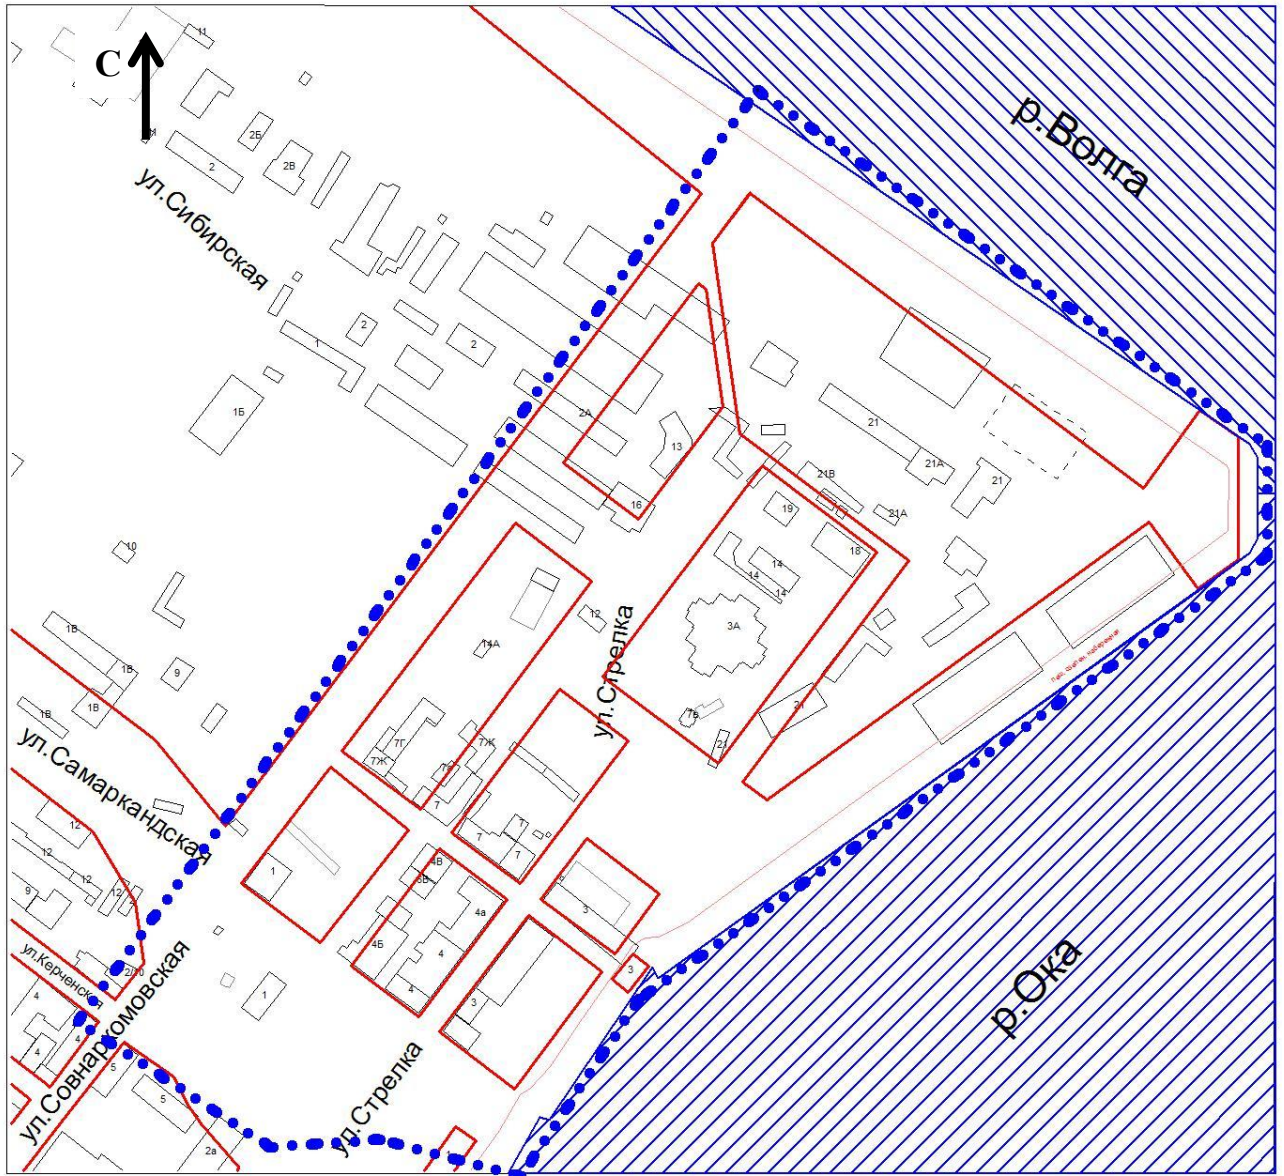 11
С
2Б
2
2В
р.Волга
ул.Сибирская
2
1
2
1Б
2А
13
21
21А
21В
21
16
19
21А
18
10
14
14
14
12
3А
14А
1В
1В
9
1В
1В
ул.Стрелка
7Б
21
21
7Г
7Ж
7Ж
7
ул.Самаркандская
12
7
7
7
12
4В
3В
12
12
9
1
4а
3
4Б
4
3
2/10
ул.Керченская
4
1
4
3
р.Ока
4
4
5
5
ул.Совнаркомовская
ул.Стрелка
2а